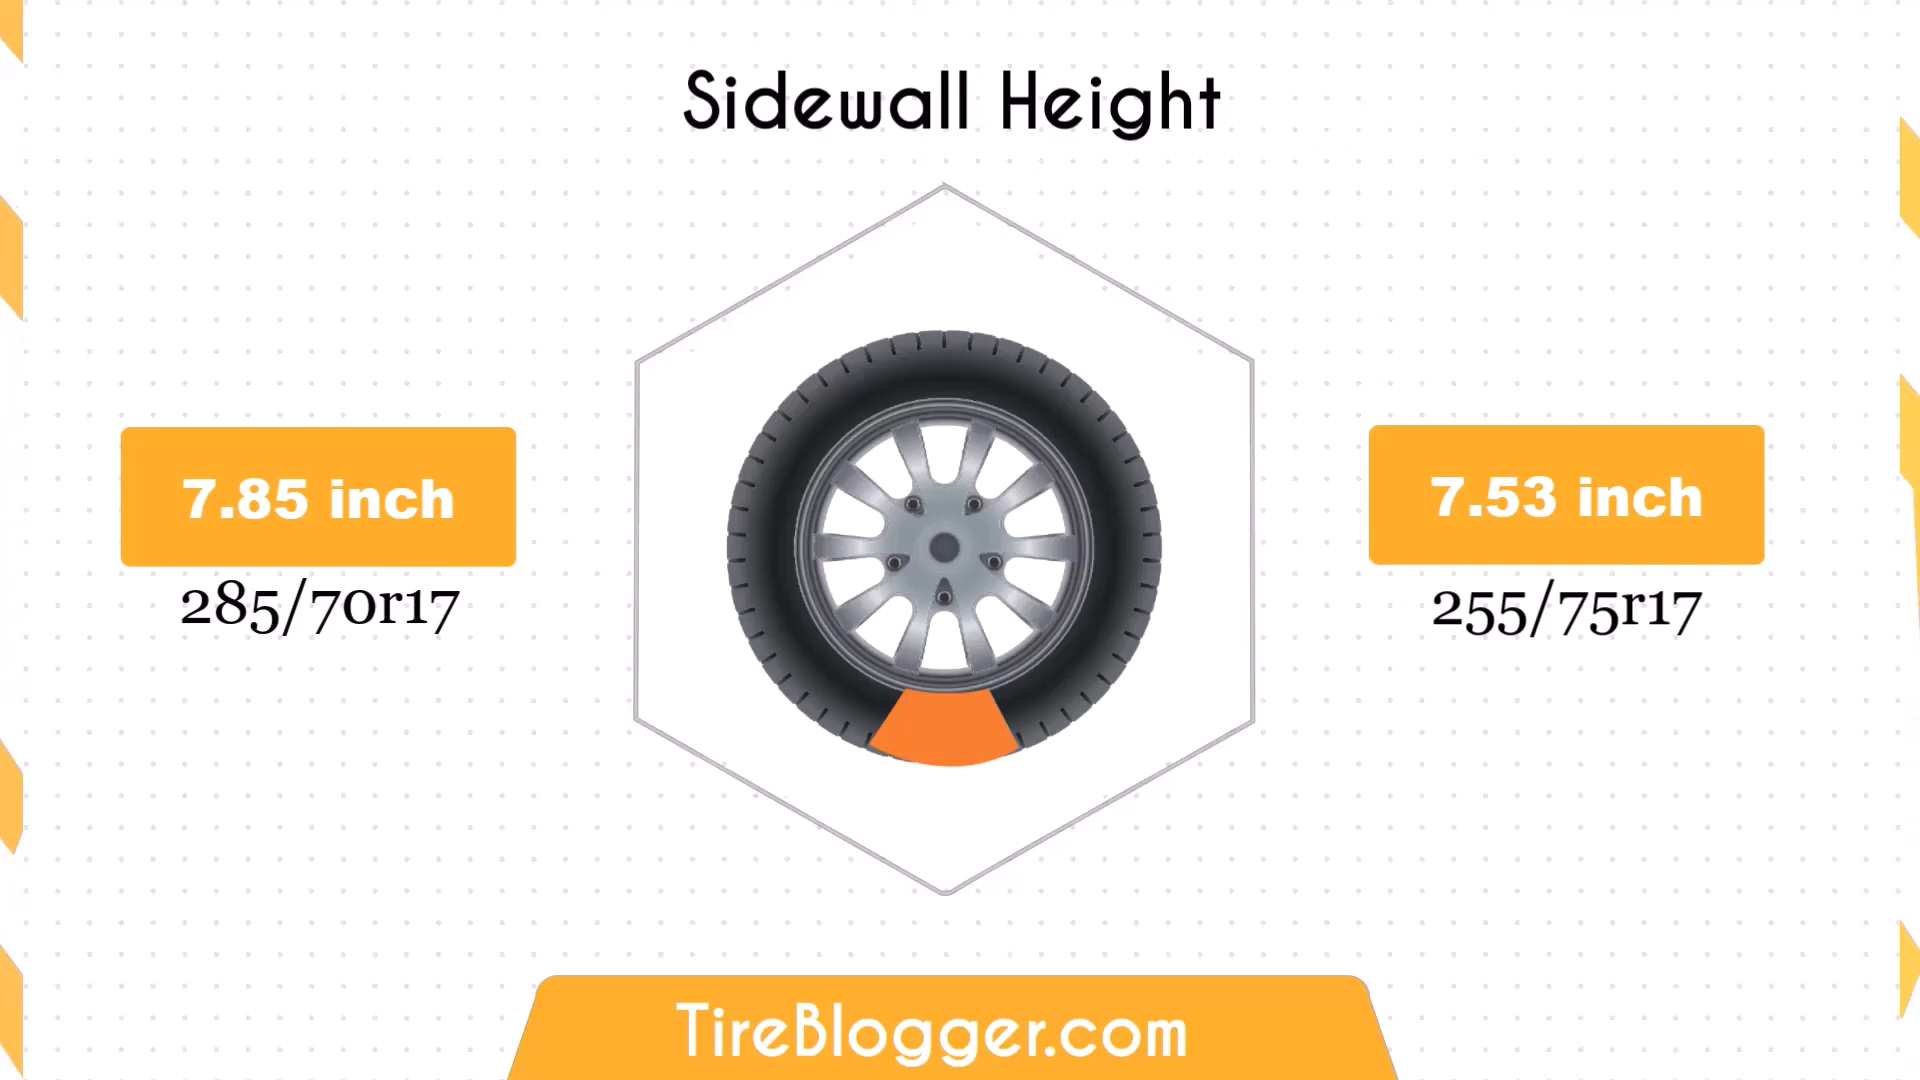 Sidewall Height
7.85 inch
285/70r17
7.53 inch
255/75r17
TireBlogger.com